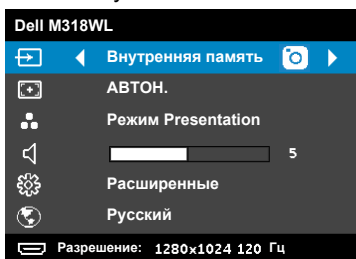 Dell M318WL
Внутренняя память
АВТОН.
Режим Presentation
5
Расширенные
Русский
Разрешение: 1280x1024 120 Гц